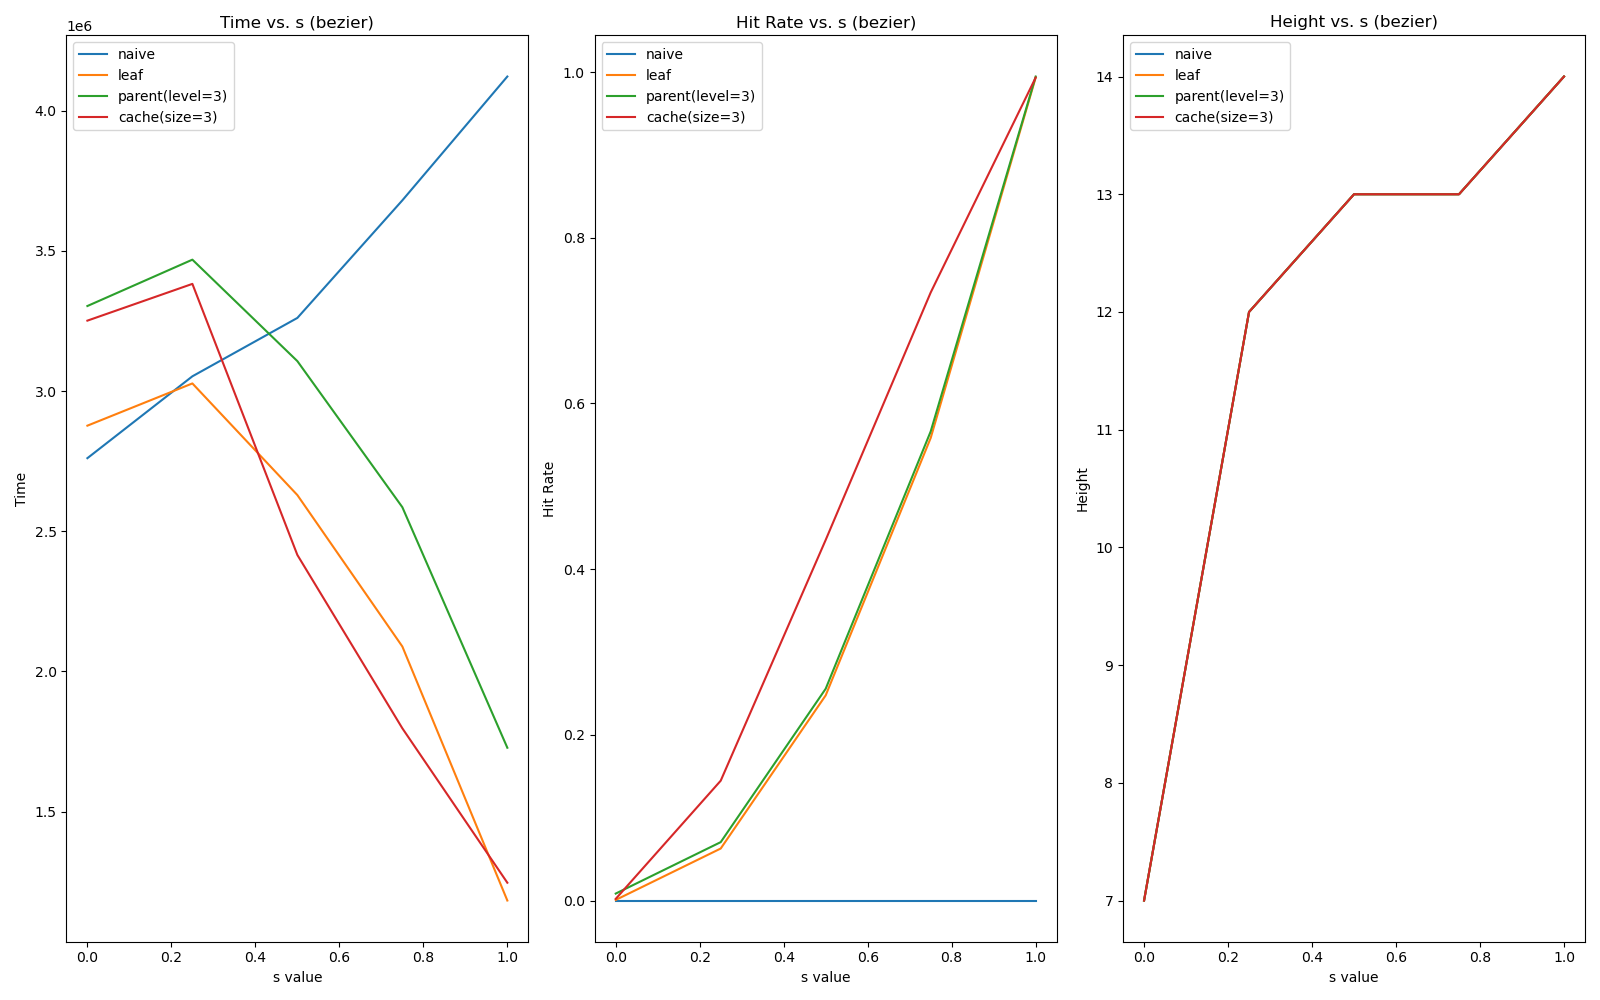 Time vs. s (bezier)
1e6
naive
leaf
parent(level=3)
cache(size=3)
4.0
3.5
3.0
2.5
2.0
1.5
Time
0.0 0.2 0.4 0.6 0.8 1.0
s value
Hit Rate vs. s (bezier)
naive
leaf
parent(level=3)
cache(size=3)
1.0
0.8
0.6
0.4
0.2
0.0
Hit Rate
0.0 0.2 0.4 0.6 0.8 1.0
s value
Height vs. s (bezier)
naive
leaf
parent(level=3)
cache(size=3)
14
13
12
11
10
9
8
7
Height
0.0 0.2 0.4 0.6 0.8 1.0
s value